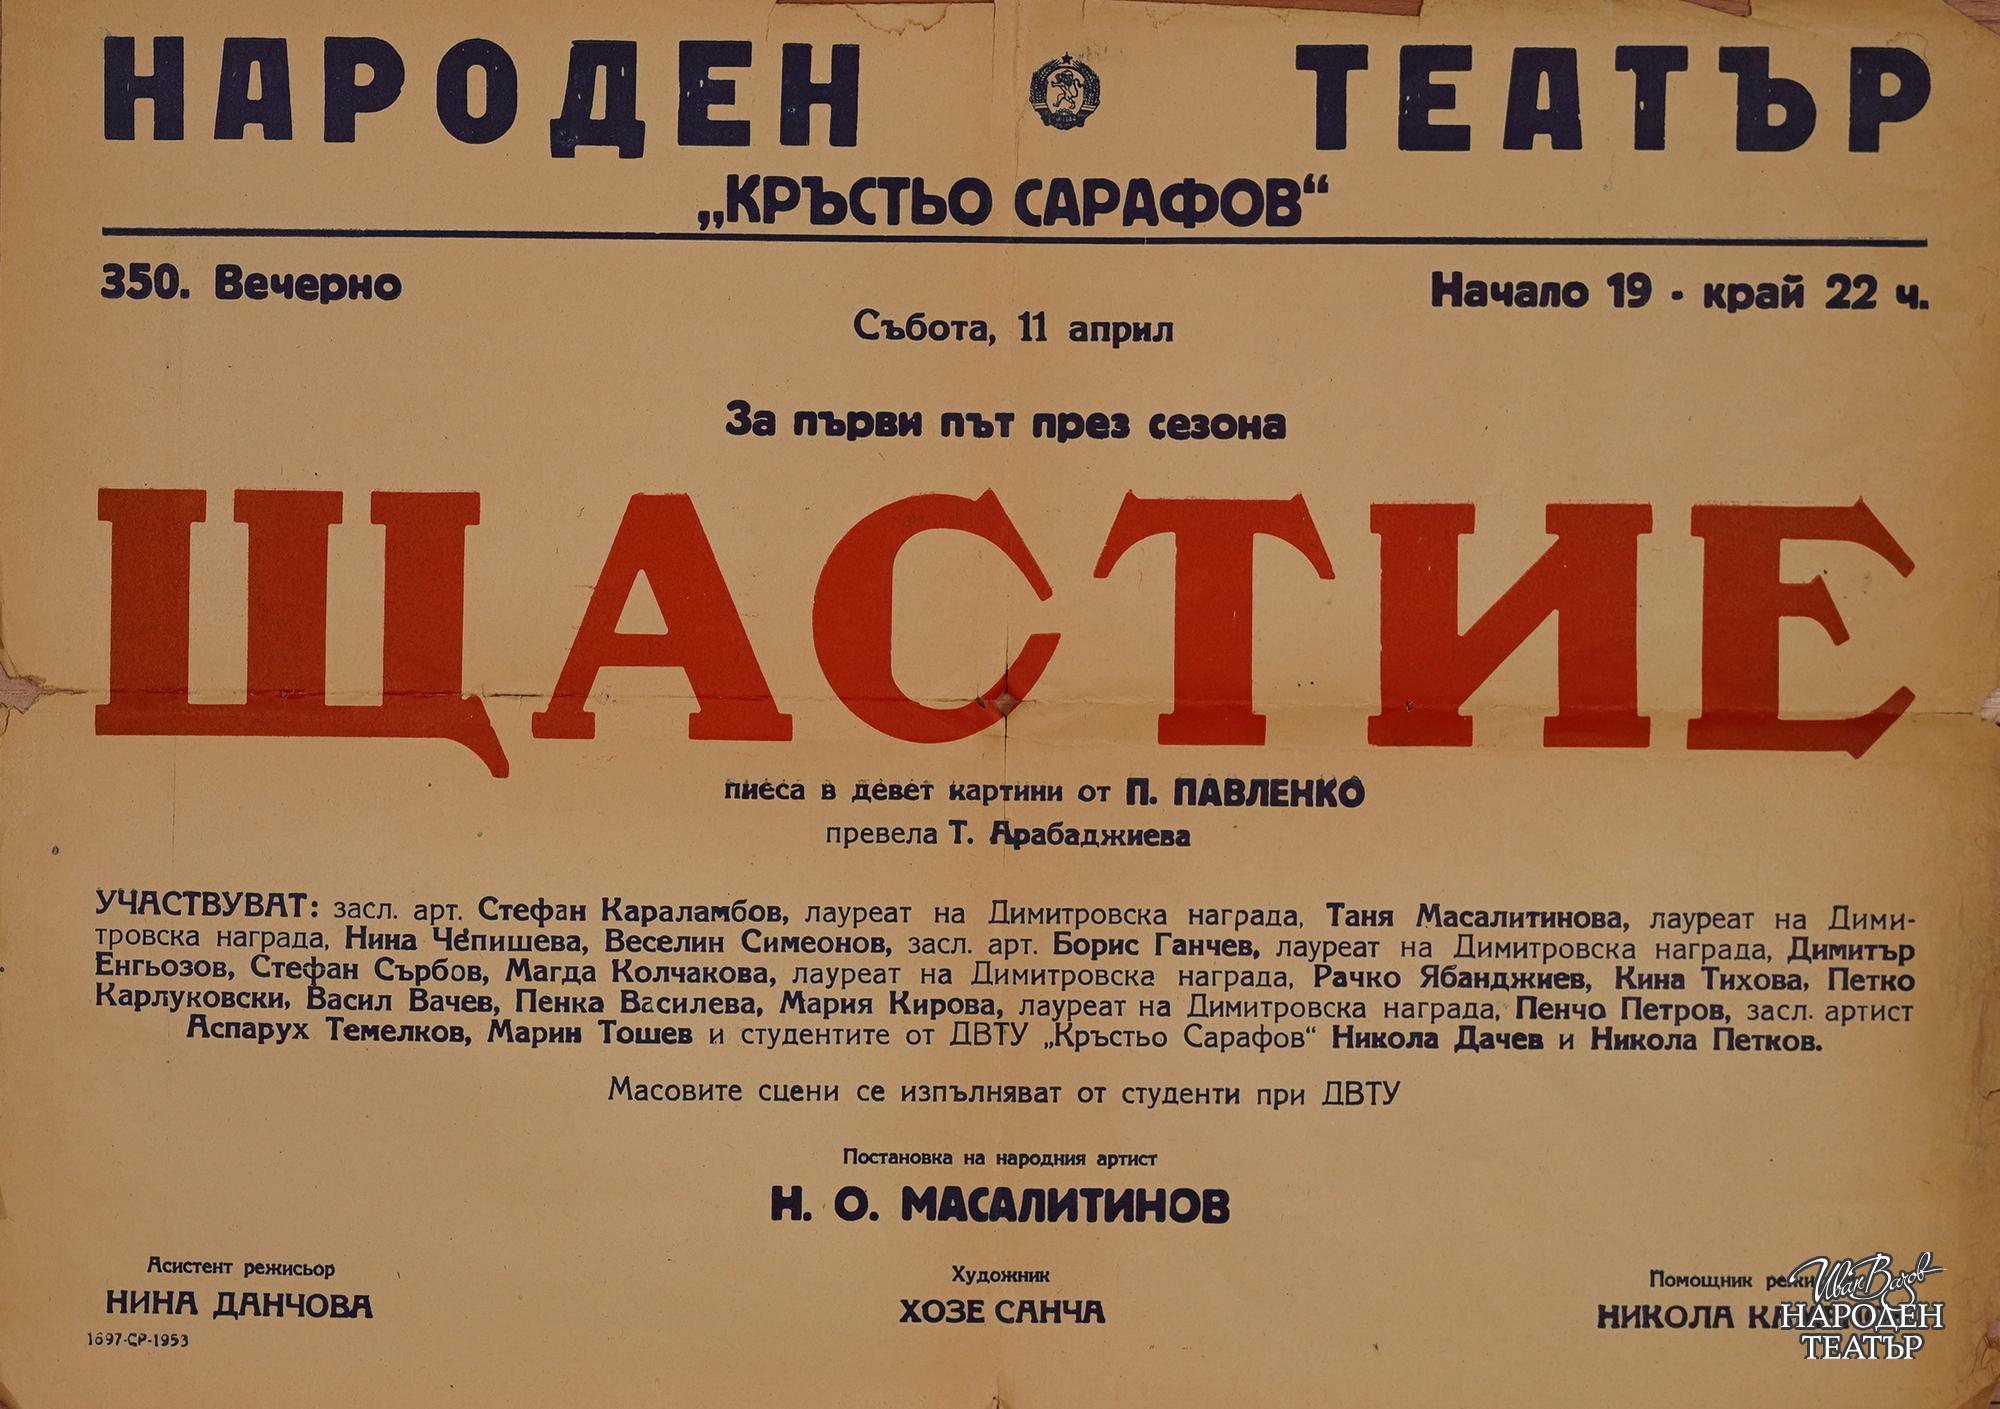 НАРОДЕН ТЕАТЪР
„КРЪСТЬО САРАФОВ“
350. Вечерно
Начало 19 - край 22 ч.
Събота, 11 април
За първи път през сезона
ЩАСТИЕ
пиеса в девет картини от П. ПАВЛЕНКО
превела Т. Арабаджиева
УЧАСТВУВАТ: засл. арт. Стефан Караламбов, лауреат на Димитровска награда, Таня Масалитинова, лауреат на Дими-
тровска награда, Нина Чепишева, Веселин Симеонов, засл. арт. Борис Ганчев, лауреат на Димитровска награда, Димитър
Енгьозов, Стефан Сърбов, Магда Колчакова, лауреат на Димитровска награда, Рачко Ябанджиев, Кина Тихова, Петко
Карлуковски, Васил Вачев, Пенка Василева, Мария Кирова, лауреат на Димитровска награда, Пенчо Петров, засл. артист
Аспарух Темелков, Марин Тошев и студентите от ДВТУ „Кръстьо Сарафов“ Никола Дачев и Никола Петков.
Масовите сцени се изпълняват от студенти при ДВТУ
Постановка на народния артист
Н. О. МАСАЛИТИНОВ
Асистент режисьор
НИНА ДАНЧОВА
1697-СР-1953
Художник
ХОЗЕ САНЧА
Помощник
НИКОЛА
Иван Вазов
НАРОДЕН
ТЕАТЪР